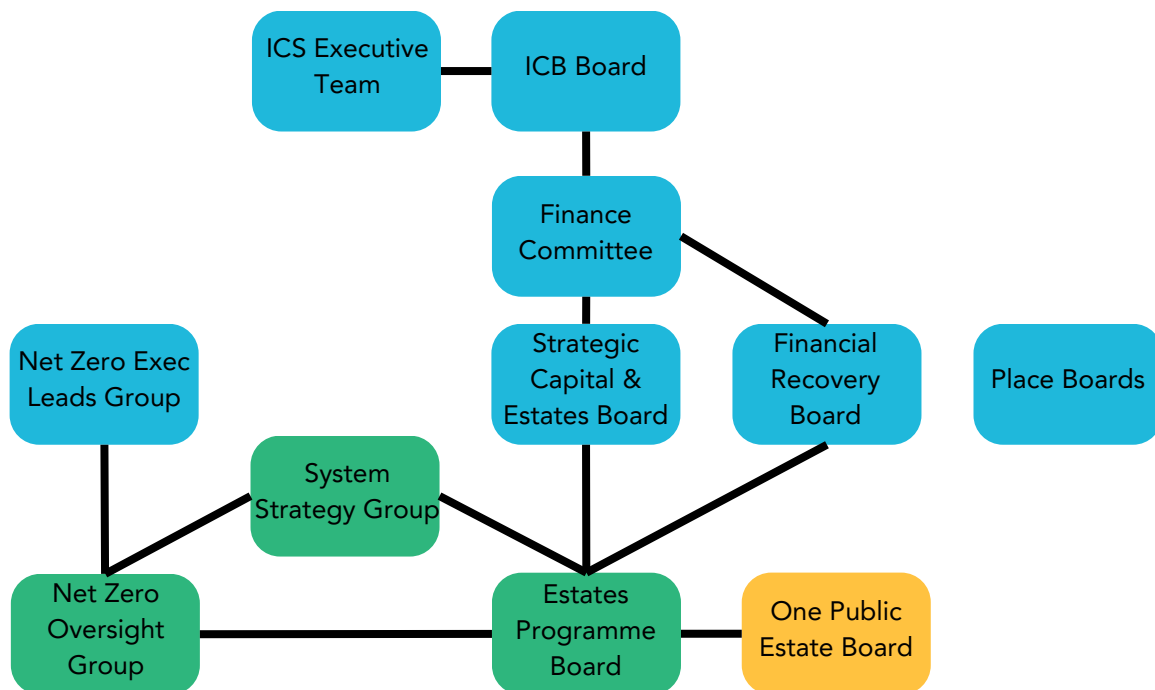 ICS Executive
Team
ICB Board
Finance
Committee
Net Zero Exec
Leads Group
Strategic
Capital &
Estates Board
Financial
Recovery
Board
Place Boards
System
Strategy Group
Net Zero
Oversight
Group
Estates
Programme
Board
One Public
Estate Board